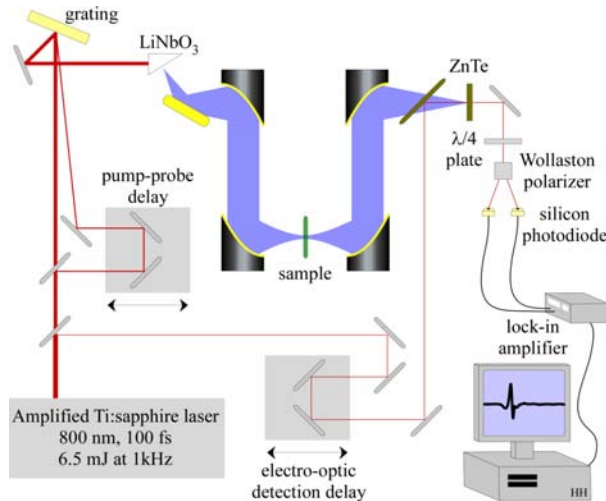 grating
LiNbO3
ZnTe
λ/4
plate
Wollaston
polarizer
pump-probe
delay
silicon
photodiode
sample
lock-in
amplifier
Amplified Ti:sapphire laser
800 nm, 100 fs
6.5 mJ at 1kHz
electro-optic
detection delay
HH